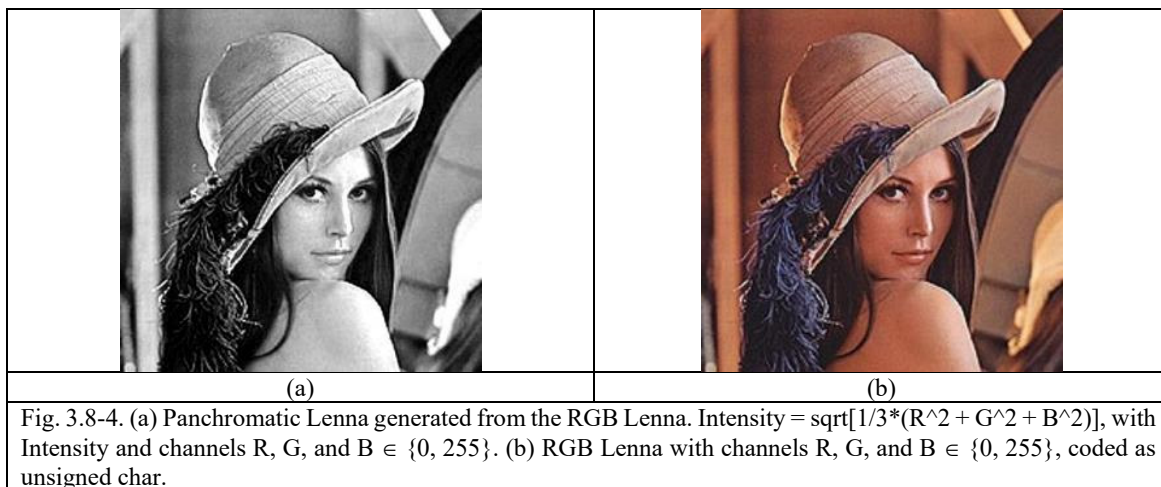 (a)
(b)
Fig. 3.8-4. (a) Panchromatic Lenna generated from the RGB Lenna. Intensity = sqrt[1/3*(R^2 + G^2 + B^2)], with
Intensity and channels R, G, and B ∈ {0, 255}. (b) RGB Lenna with channels R, G, and B ∈ {0, 255}, coded as
unsigned char.